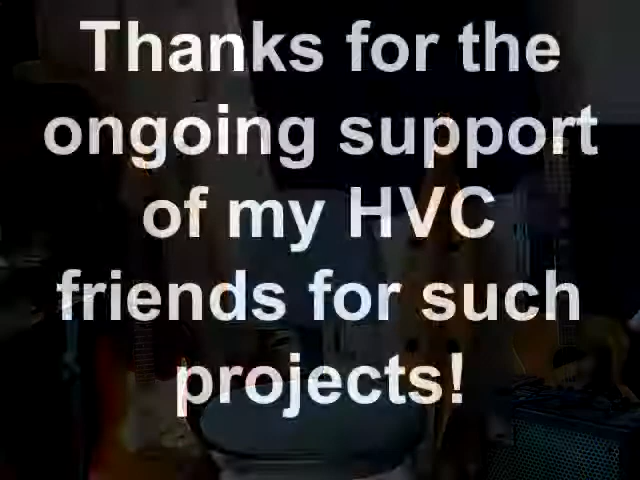 Thanks for the
ongoing support
of my HVC
friends for such
projects!